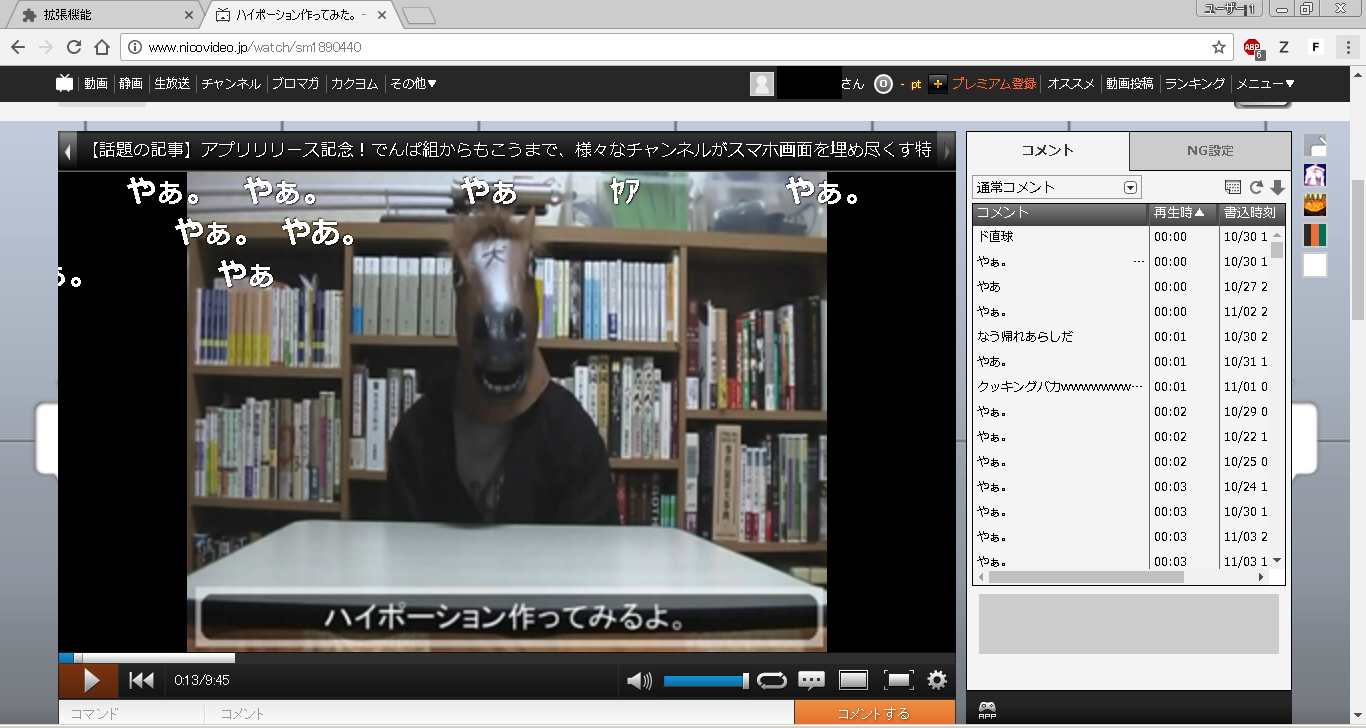 拡張機能
ハイポーション作ってみた。 -
ユーザー1
www.nicovideo.jp/watch/sm1890440
ABP
6
Z
F
動画 静画 生放送 チャンネル ブロマガ カクヨム その他▼
さん - pt + プレミアム登録 オススメ 動画投稿 ランキング メニュー▼
【話題の記事】アプリリリース記念！でんぱ組からもこうまで、様々なチャンネルがスマホ画面を埋め尽くす特
やぁ。 やぁ。 やぁ ﾔｱ やぁ。
やぁ。 やあ。
ぁ。 やぁ
犬
ハイポーション作ってみるよ。
0:13/9:45
コマンド
コメント
コメントする
コメント
NG設定
通常コメント
コメント 再生時▲ 書込時刻
ド直球 00:00 10/30 1
やぁ。 … 00:00 10/30 1
やあ 00:00 10/27 2
やぁ。 00:00 11/02 2
なう帰れあらしだ 00:01 10/30 2
やあ。 00:01 10/31 1
クッキングバカwwwwwwww… 00:01 11/01 0
やぁ。 00:02 10/29 0
やぁ。 00:02 10/22 1
やぁ。 00:02 10/25 0
やぁ。 00:03 10/24 1
やぁ。 00:03 10/30 1
やぁ。 00:03 11/03 2
やぁ。 00:03 11/03 1
APP